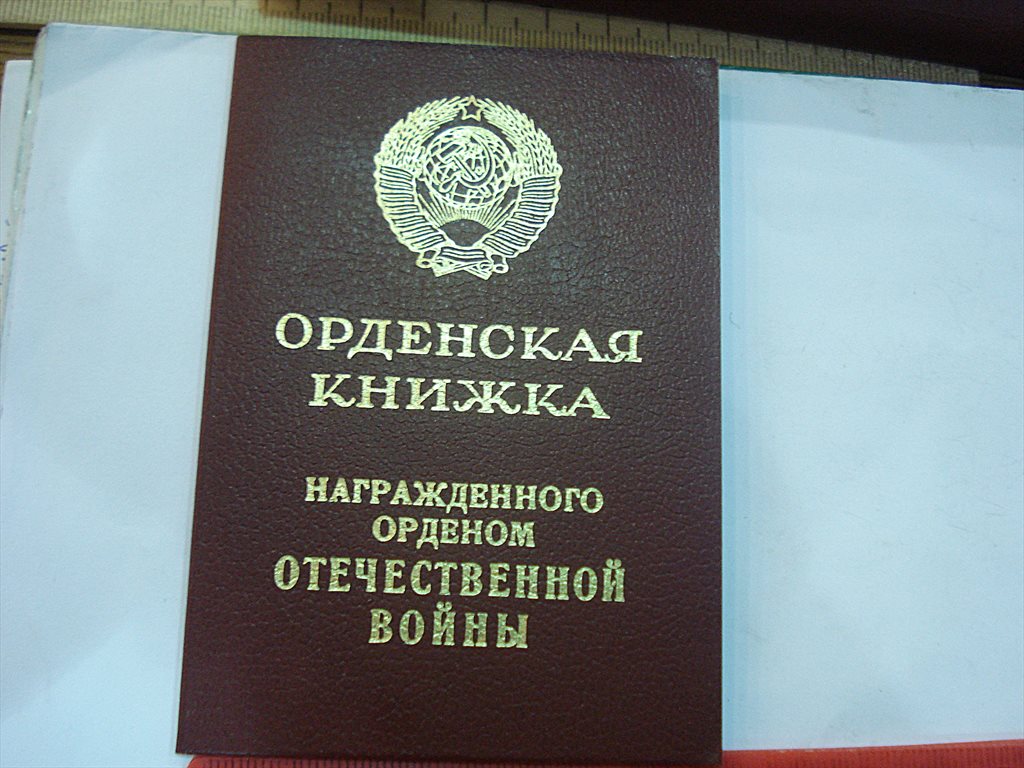 ОРДЕНСКАЯ
КНИЖКА
НАГРАЖДЕННОГО
ОРДЕНОМ
ОТЕЧЕСТВЕННОЙ
ВОЙНЫ